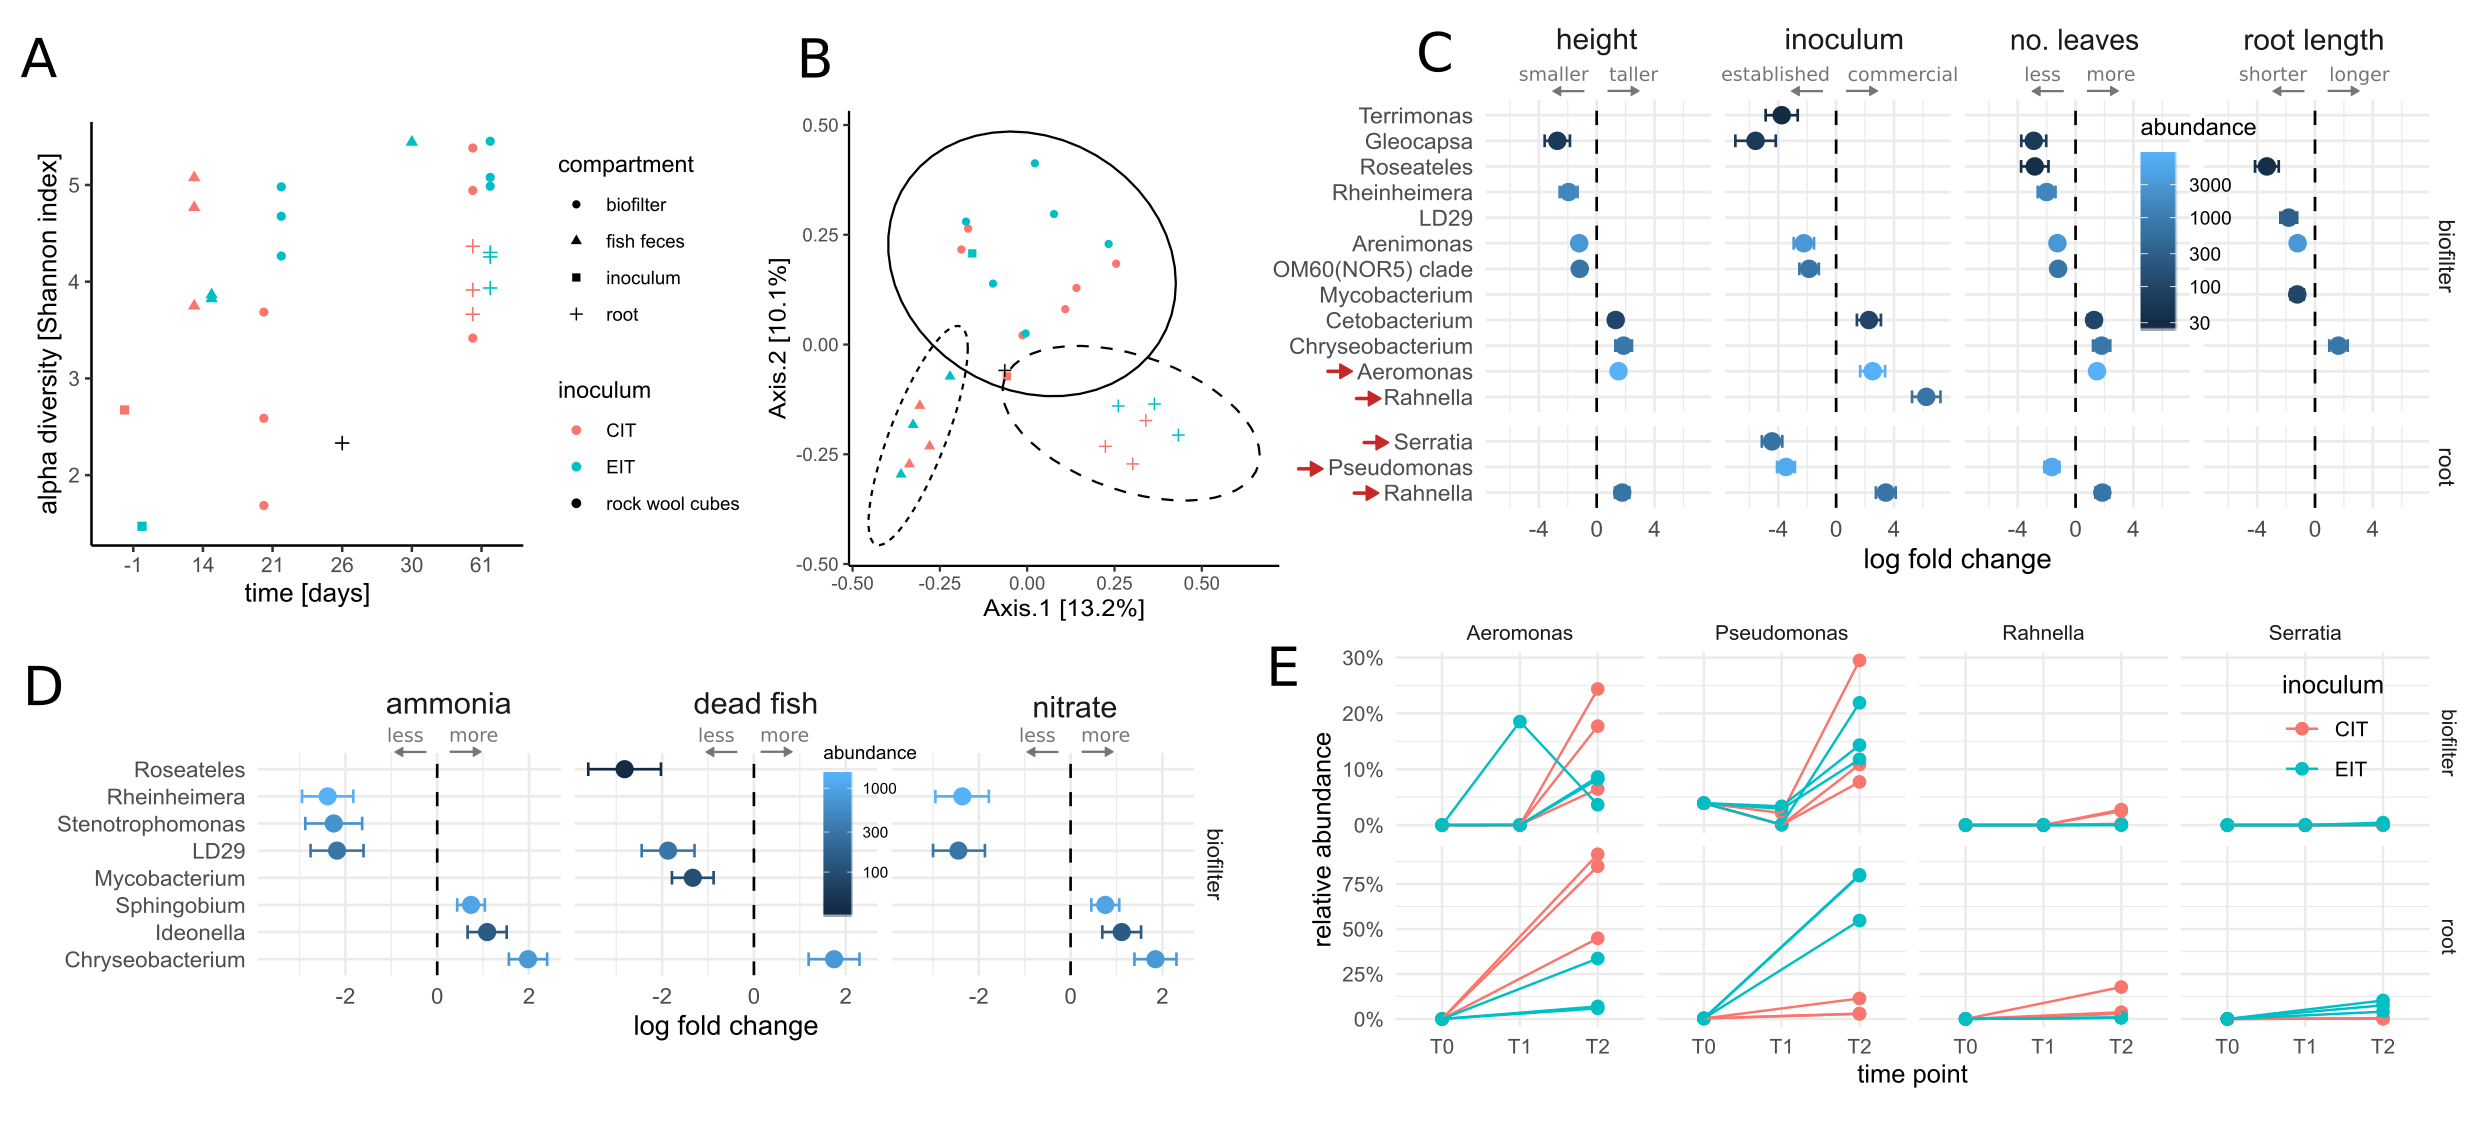 A
alpha diversity [Shannon index]
5
4
3
2
-1 14 21 26 30 61
time [days]
compartment
biofilter
fish feces
inoculum
root
inoculum
CIT
EIT
rock wool cubes
B
Axis.2 [10.1%]
0.50
0.25
0.00
-0.25
-0.50
-0.50 -0.25 0.00 0.25 0.50
Axis.1 [13.2%]
C
height inoculum no. leaves root length
smaller taller established commercial less more shorter longer
Terrimonas
Gleocapsa
Roseateles
Rheinheimera
LD29
Arenimonas
OM60(NOR5) clade
Mycobacterium
Cetobacterium
Chryseobacterium
Aeromonas
Rahnella
Serratia
Pseudomonas
Rahnella
abundance
3000
1000
300
100
30
biofilter
root
-4 0 4 -4 0 4 -4 0 4 -4 0 4
log fold change
D
ammonia dead fish nitrate
less more less more less more
Roseateles
Rheinheimera
Stenotrophomonas
LD29
Mycobacterium
Sphingobium
Ideonella
Chryseobacterium
abundance
1000
300
100
biofilter
-2 0 2 -2 0 2 -2 0 2
log fold change
E
Aeromonas Pseudomonas Rahnella Serratia
relative abundance
30%
20%
10%
0%
75%
50%
25%
0%
inoculum
CIT
EIT
biofilter
root
T0 T1 T2 T0 T1 T2 T0 T1 T2 T0 T1 T2
time point